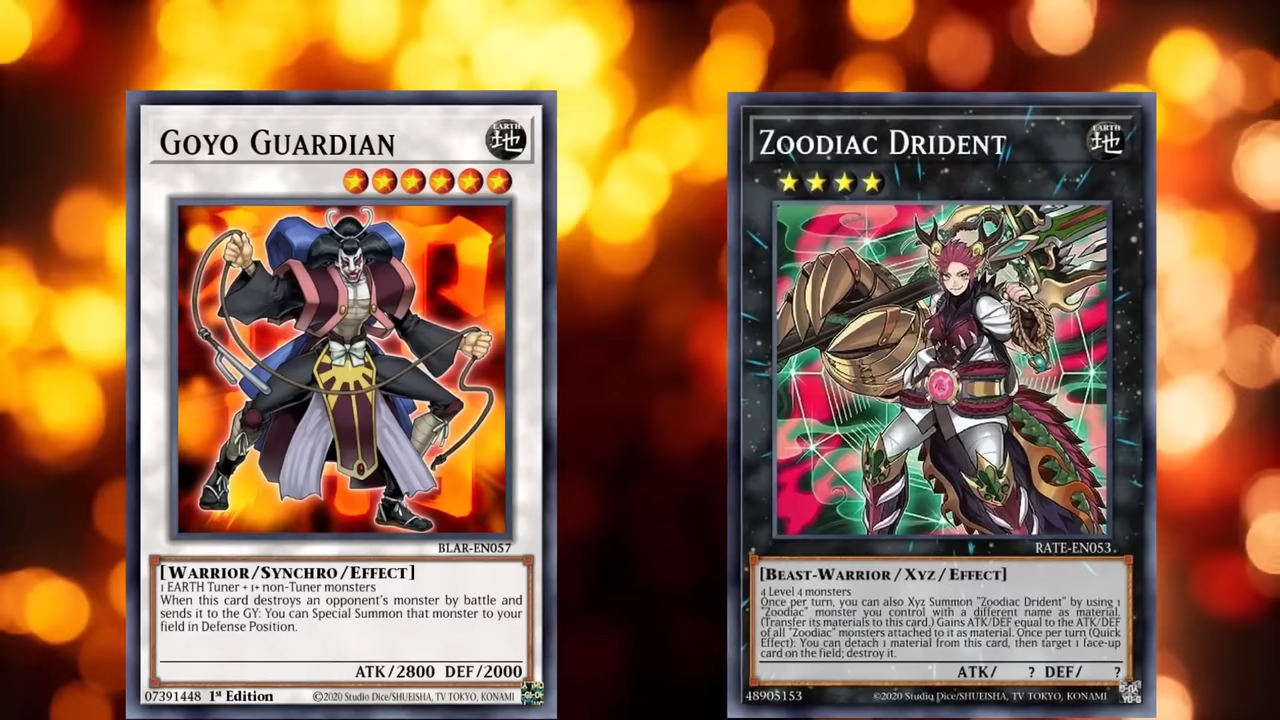 GOYO GUARDIAN
EARTH
地
BLAR-EN057
[WARRIOR/SYNCHRO/EFFECT]
1 EARTH Tuner + 1+ non-Tuner monsters
When this card destroys an opponent's monster by battle and
sends it to the GY: You can Special Summon that monster to your
field in Defense Position.
ATK/2800 DEF/2000
07391448 1st Edition ©2020 Studio Dice/SHUEISHA, TV TOKYO, KONAMI
ZOODIAC DRIDENT
EARTH
地
RATE-EN053
[BEAST-WARRIOR/XYZ/EFFECT]
4 Level 4 monsters
Once per turn, you can also Xyz Summon "Zoodiac Drident" by using 1
"Zoodiac" monster you control with a different name as material.
(Transfer its materials to this card.) Gains ATK/DEF equal to the ATK/DEF
of all "Zoodiac" monsters attached to it as material. Once per turn (Quick
Effect): You can detach 1 material from this card, then target 1 face-up
card on the field; destroy it.
ATK/ ? DEF/ ?
48905153 ©2020 Studio Dice/SHUEISHA, TV TOKYO, KONAMI